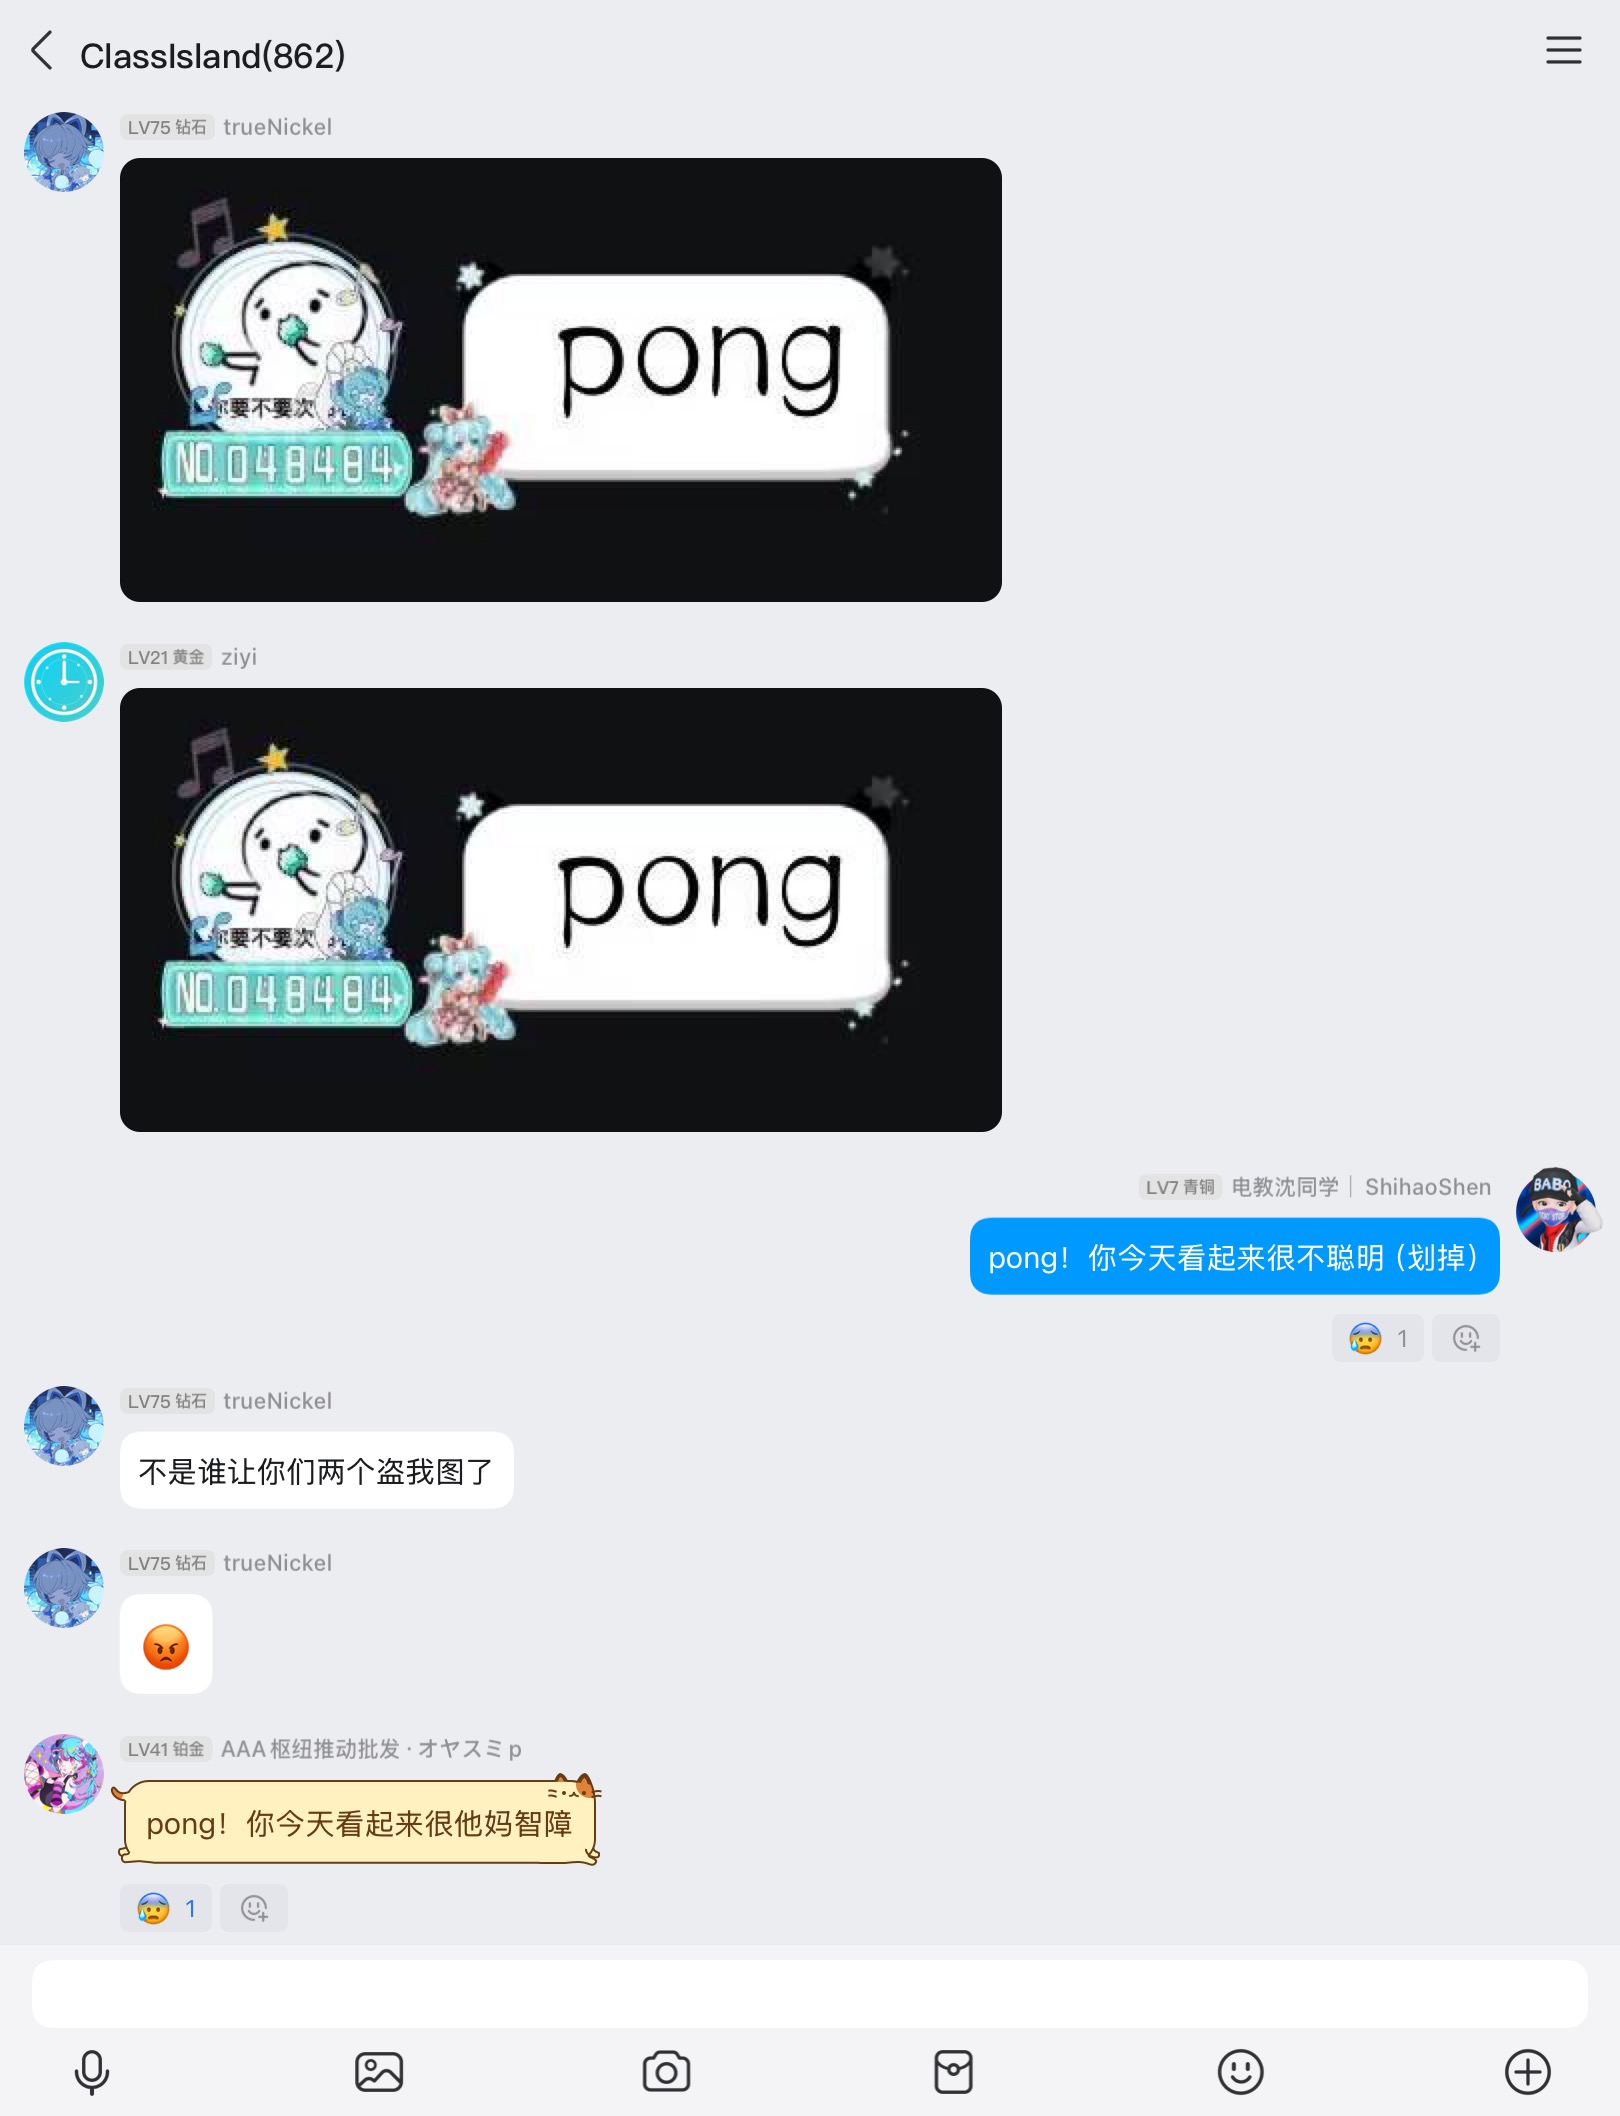 ClassIsland(862)
LV75 钻石 trueNickel
pong
你要不要次
NO.048484
LV21 黄金 ziyi
pong
你要不要次
NO.048484
LV7 青铜 电教沈同学｜ ShihaoShen
BABO
pong！你今天看起来很不聪明（划掉）
1
LV75 钻石 trueNickel
不是谁让你们两个盗我图了
LV75 钻石 trueNickel
LV41 铂金 AAA 枢纽推动批发 · オヤスミ p
pong！你今天看起来很他妈智障
1